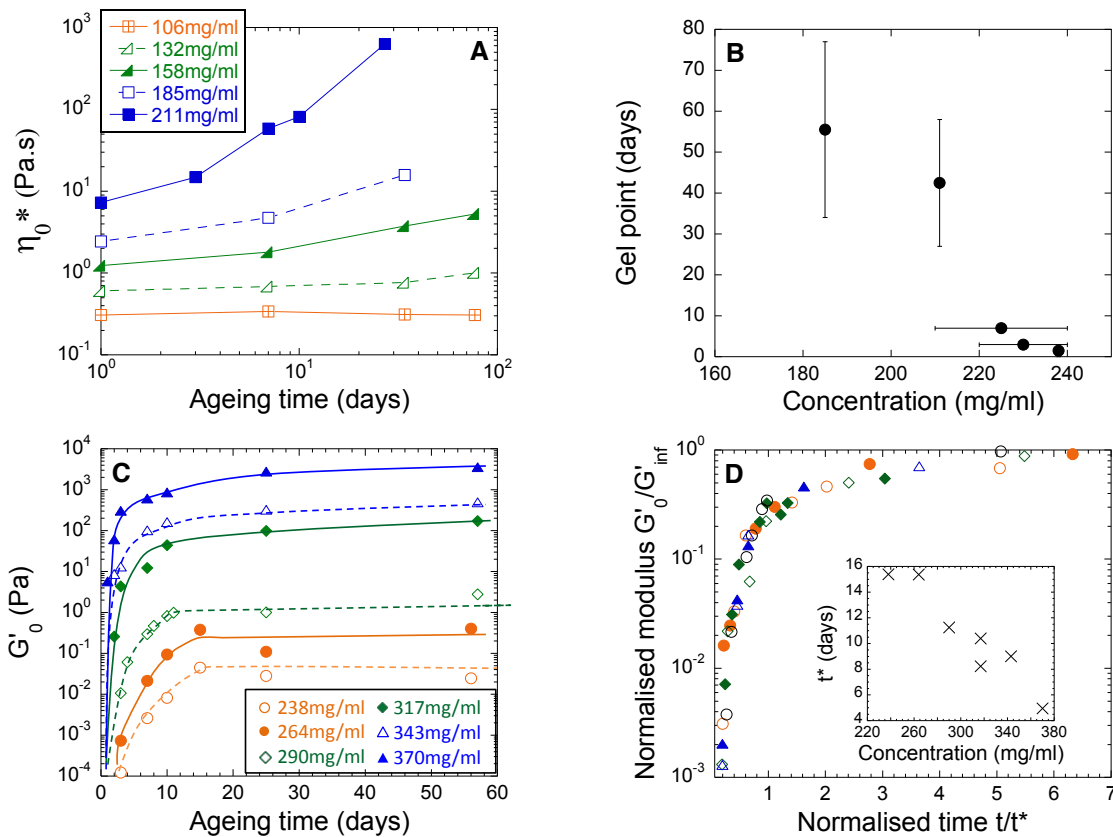 A
106mg/ml
132mg/ml
158mg/ml
185mg/ml
211mg/ml
10³
10²
10¹
10⁰
10⁻¹
η₀* (Pa.s)
10⁰ 10¹ 10²
Ageing time (days)
B
80
70
60
50
40
30
20
10
0
Gel point (days)
160 180 200 220 240
Concentration (mg/ml)
C
10⁵
10⁴
10³
10²
10¹
10⁰
10⁻¹
10⁻²
10⁻³
10⁻⁴
G'₀ (Pa)
238mg/ml 317mg/ml
264mg/ml 343mg/ml
290mg/ml 370mg/ml
0 10 20 30 40 50 60
Ageing time (days)
D
10⁰
10⁻¹
10⁻²
10⁻³
Normalised modulus G'₀/G'inf
16
14
12
10
8
6
4
t* (days)
220 260 300 340 380
Concentration (mg/ml)
1 2 3 4 5 6 7
Normalised time t/t*